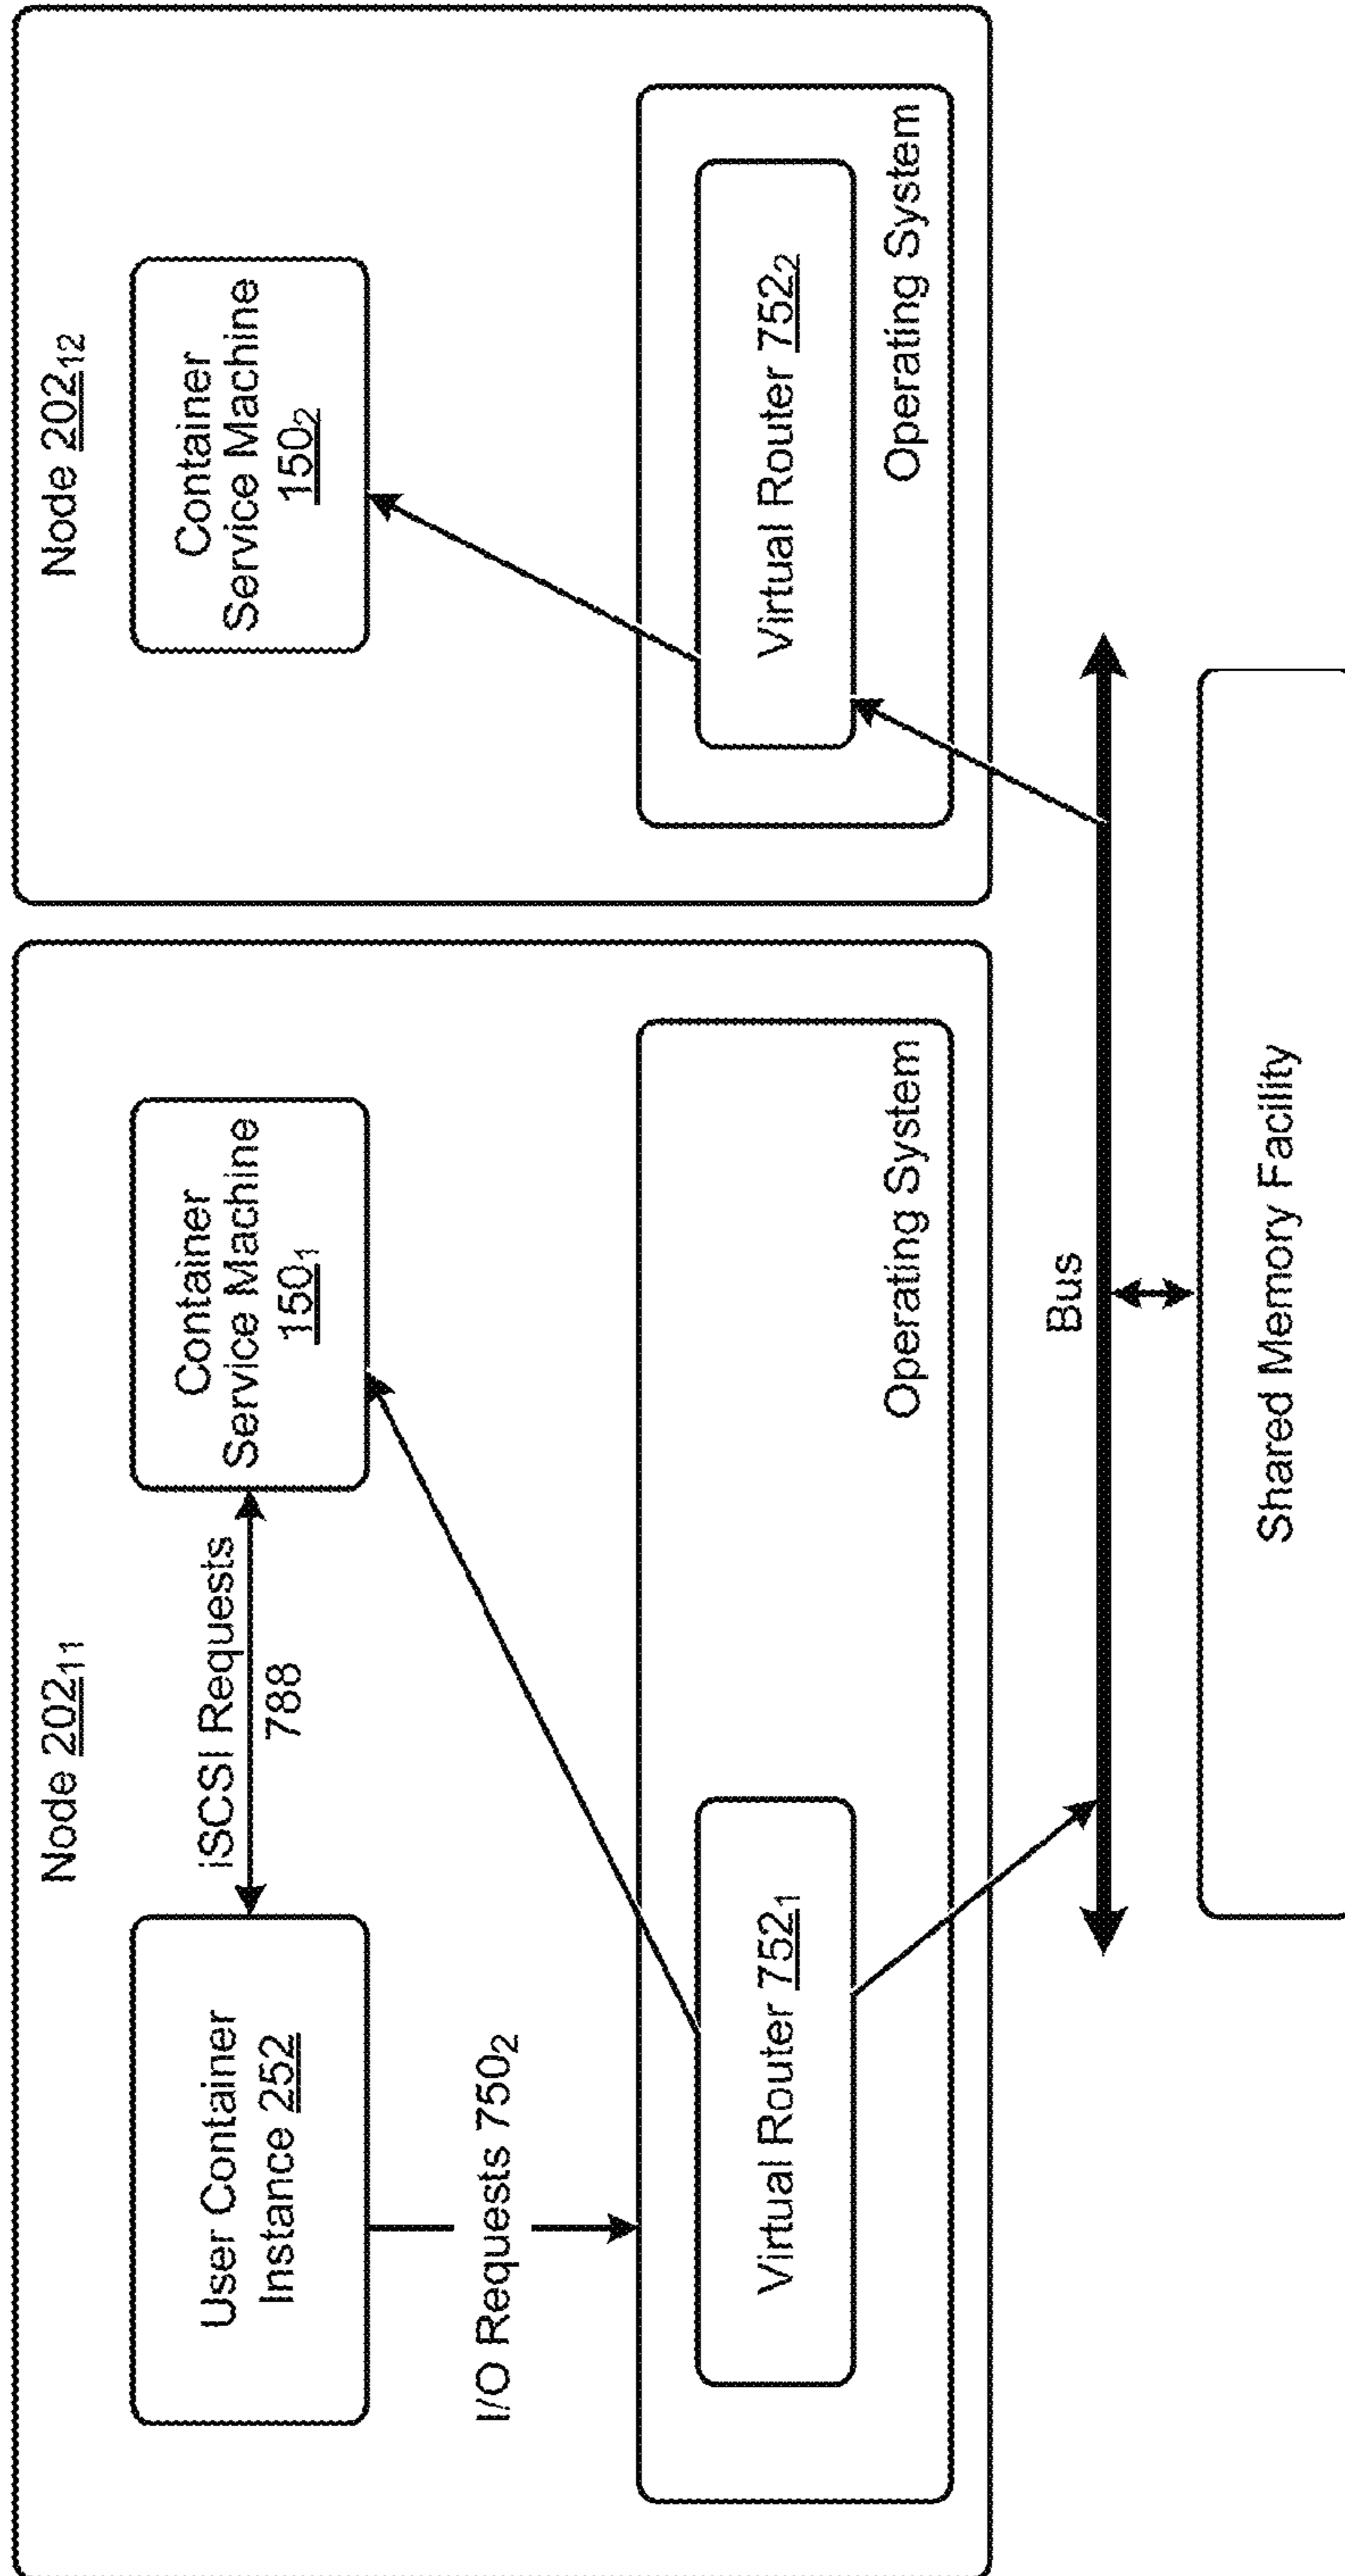 Node 202₁₁
User Container
Instance 252
iSCSI Requests
788
Container
Service Machine
150₁
I/O Requests 750₂
Virtual Router 752₁
Operating System
Node 202₁₂
Container
Service Machine
150₂
Virtual Router 752₂
Operating System
Bus
Shared Memory Facility